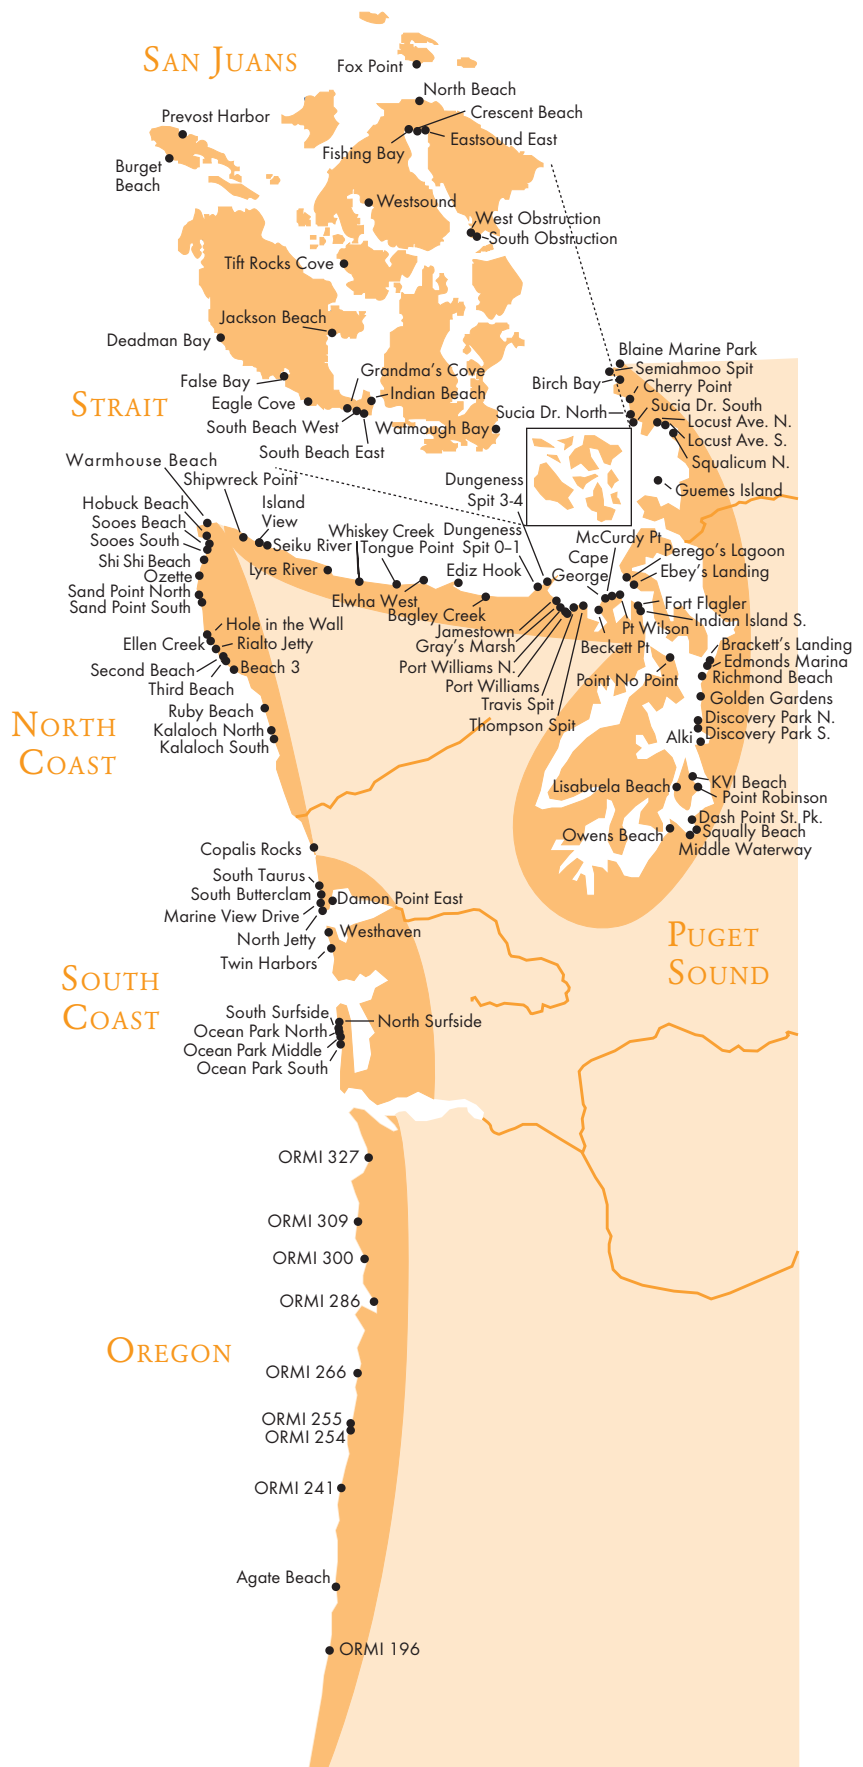 SAN JUANS
Fox Point
North Beach
Crescent Beach
Prevost Harbor
Eastsound East
Fishing Bay
Burget
Beach
Westsound
West Obstruction
South Obstruction
Tift Rocks Cove
Jackson Beach
Deadman Bay
Blaine Marine Park
Semiahmoo Spit
Grandma's Cove
False Bay
Birch Bay
Cherry Point
Indian Beach
STRAIT
Eagle Cove
Sucia Dr. North
Sucia Dr. South
Locust Ave. N.
South Beach West
Watmough Bay
Locust Ave. S.
South Beach East
Squalicum N.
Warmhouse Beach
Shipwreck Point
Dungeness
Spit 3-4
Guemes Island
Hobuck Beach
Island
View
Sooes Beach
Whiskey Creek
Dungeness
Spit 0–1
McCurdy Pt
Sooes South
Seiku River
Tongue Point
Cape
George
Perego's Lagoon
Shi Shi Beach
Lyre River
Ediz Hook
Ebey's Landing
Ozette
Sand Point North
Elwha West
Fort Flagler
Sand Point South
Bagley Creek
Indian Island S.
Hole in the Wall
Jamestown
Pt Wilson
Ellen Creek
Rialto Jetty
Gray's Marsh
Beckett Pt
Brackett's Landing
Second Beach
Beach 3
Port Williams N.
Edmonds Marina
Third Beach
Port Williams
Point No Point
Richmond Beach
Travis Spit
Golden Gardens
Ruby Beach
Thompson Spit
Discovery Park N.
NORTH
COAST
Kalaloch North
Alki
Discovery Park S.
Kalaloch South
Lisabuela Beach
KVI Beach
Point Robinson
Dash Point St. Pk.
Owens Beach
Squally Beach
Copalis Rocks
Middle Waterway
South Taurus
South Butterclam
Damon Point East
Marine View Drive
North Jetty
Westhaven
PUGET
SOUND
Twin Harbors
SOUTH
COAST
South Surfside
North Surfside
Ocean Park North
Ocean Park Middle
Ocean Park South
ORMI 327
ORMI 309
ORMI 300
ORMI 286
OREGON
ORMI 266
ORMI 255
ORMI 254
ORMI 241
Agate Beach
ORMI 196